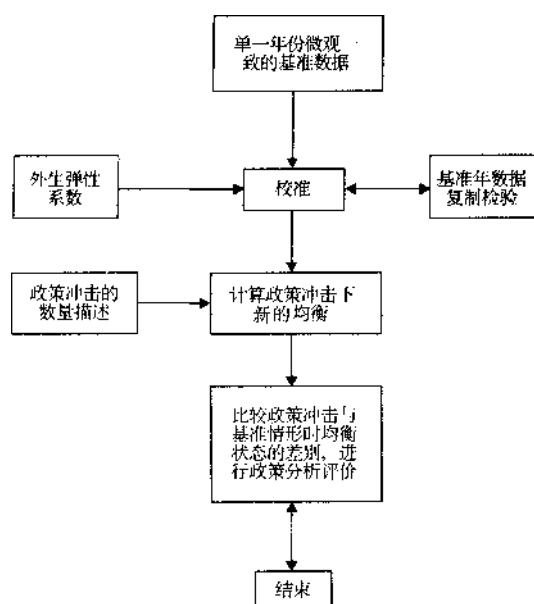 单一年份微观一
致的基准数据
外生弹性
系数
校准
基准年数据
复制检验
政策冲击的
数量描述
计算政策冲击下
新的均衡
比较政策冲击与
基准情形时均衡
状态的差别，进
行政策分析评价
结束